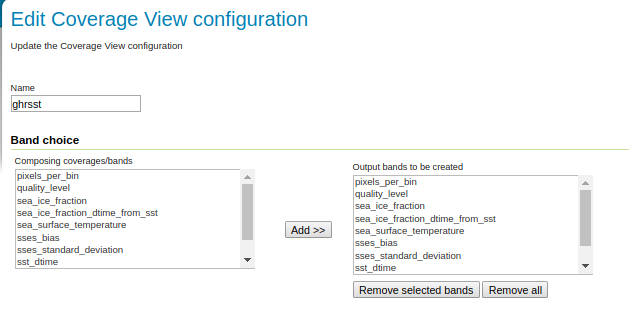 Edit Coverage View configuration
Update the Coverage View configuration
Name
ghrsst
Band choice
Composing coverages/bands
pixels_per_bin
quality_level
sea_ice_fraction
sea_ice_fraction_dtime_from_sst
sea_surface_temperature
sses_bias
sses_standard_deviation
sst_dtime
Add >>
Output bands to be created
pixels_per_bin
quality_level
sea_ice_fraction
sea_ice_fraction_dtime_from_sst
sea_surface_temperature
sses_bias
sses_standard_deviation
sst_dtime
Remove selected bands
Remove all